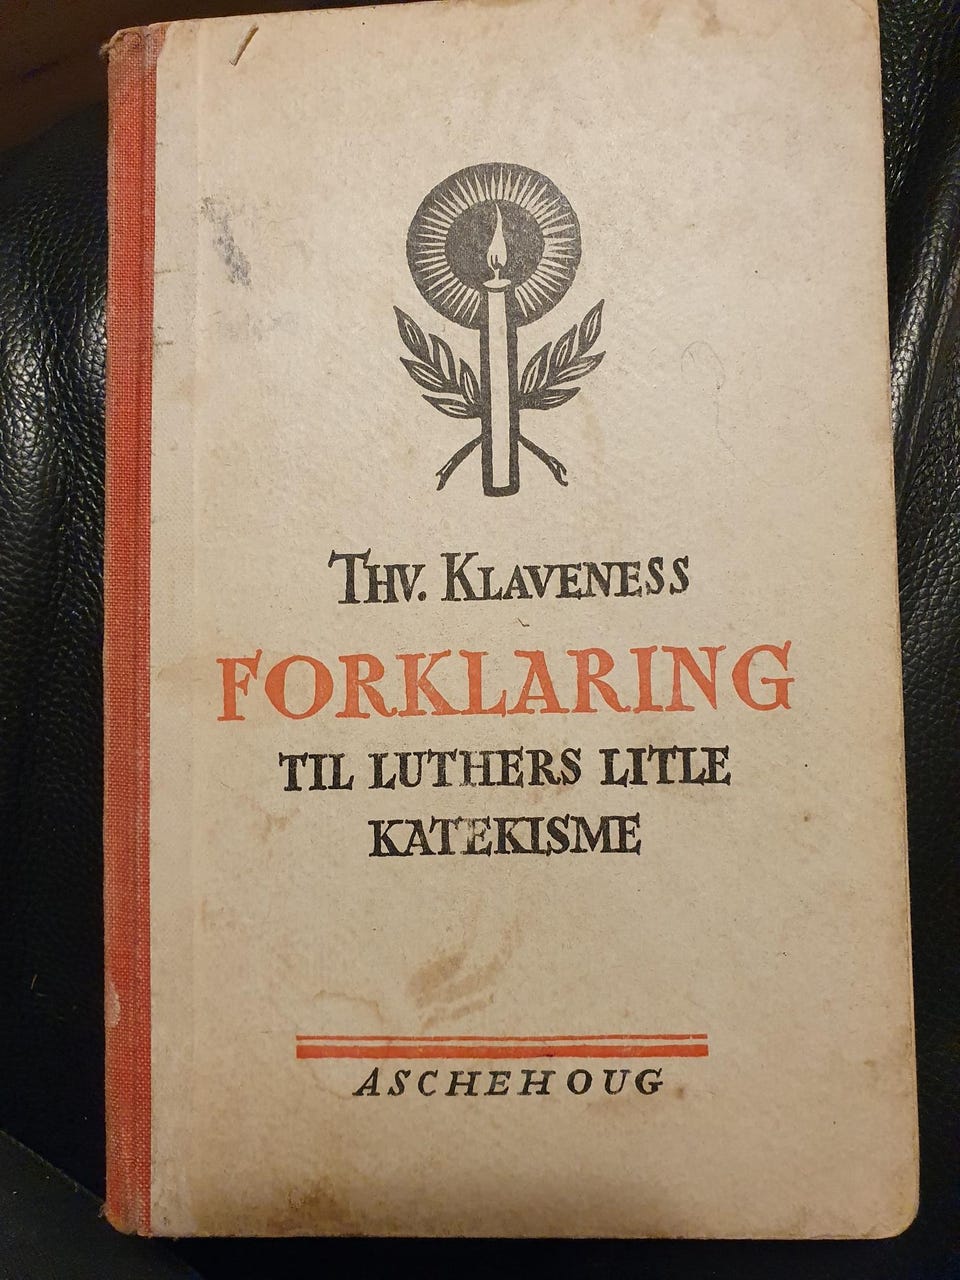 THV. KLAVENESS
FORKLARING
TIL LUTHERS LITLE
KATEKISME
ASCHEHOUG